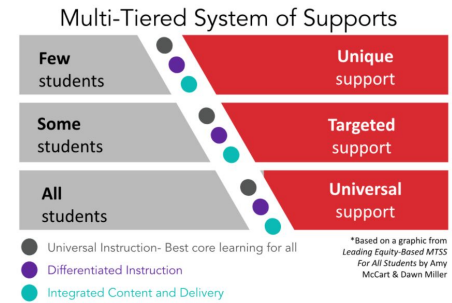 Multi-Tiered System of Supports
Few
students
Unique
support
Some
students
Targeted
support
All
students
Universal
support
Universal Instruction- Best core learning for all
Differentiated Instruction
Integrated Content and Delivery
*Based on a graphic from
Leading Equity-Based MTSS
For All Students by Amy
McCart & Dawn Miller